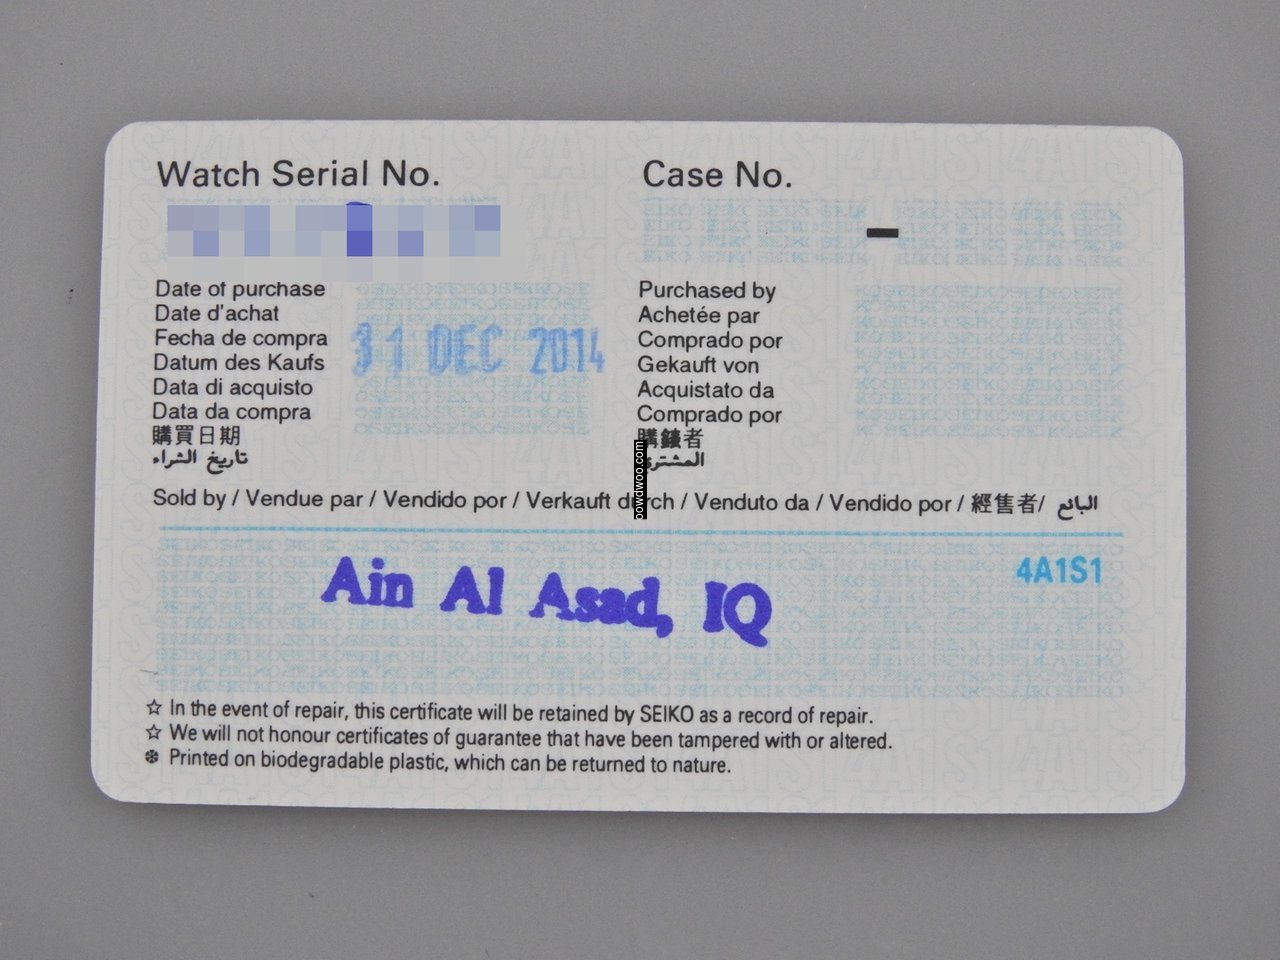 Watch Serial No.
Case No.
Date of purchase
Date d'achat
Fecha de compra
Datum des Kaufs
Data di acquisto
Data da compra
購買日期
تاريخ الشراء
31 DEC 2014
Purchased by
Achetée par
Comprado por
Gekauft von
Acquistato da
Comprado por
المشتري
Sold by / Vendue par / Vendido por / Verkauft durch / Venduto da / Vendido por / 經售者/ البائع
powdwoo.com
4A1S1
Ain Al Asad, IQ
☆ In the event of repair, this certificate will be retained by SEIKO as a record of repair.
☆ We will not honour certificates of guarantee that have been tampered with or altered.
❄ Printed on biodegradable plastic, which can be returned to nature.